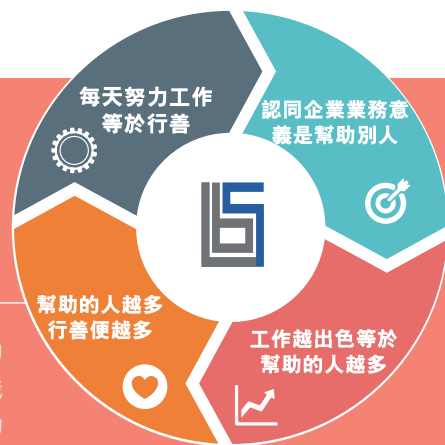 每天努力工作
等於行善
認同企業業務意
義是幫助別人
幫助的人越多
行善便越多
工作越出色等於
幫助的人越多